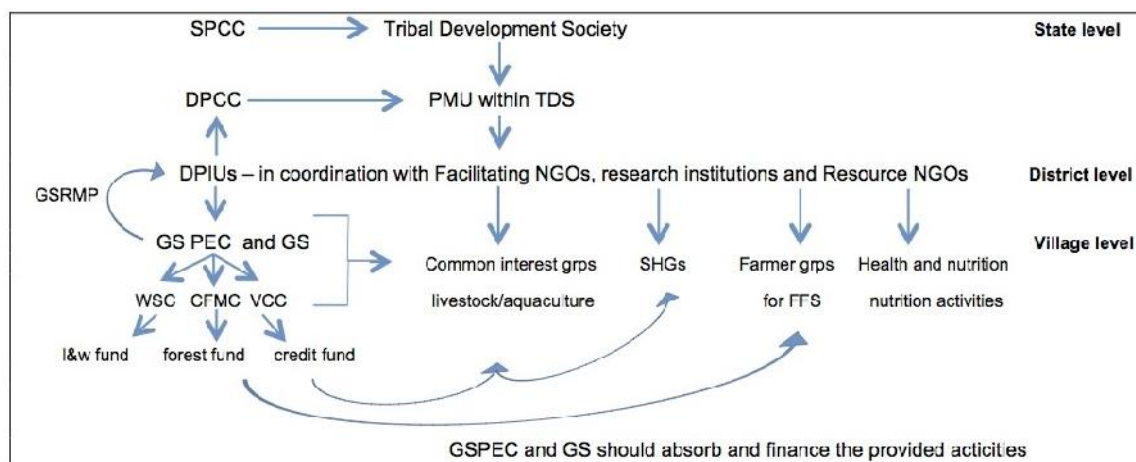 SPCC Tribal Development Society State level
DPCC PMU within TDS
DPIUs – in coordination with Facilitating NGOs, research institutions and Resource NGOs District level
GSRMP
GS PEC and GS Village level
Common interest grps SHGs Farmer grps Health and nutrition
WSC CFMC VCC livestock/aquaculture for FFS nutrition activities
l&w fund forest fund credit fund
GSPEC and GS should absorb and finance the provided acticities